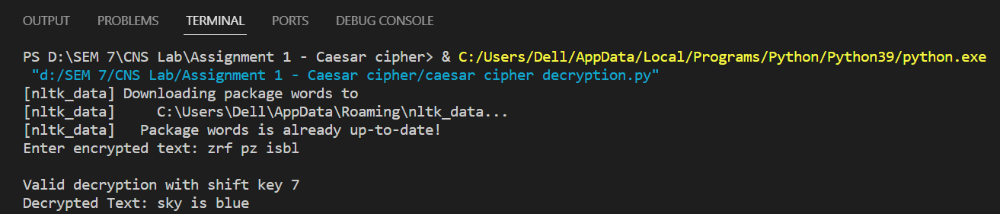 OUTPUT PROBLEMS TERMINAL PORTS DEBUG CONSOLE
PS D:\SEM 7\CNS Lab\Assignment 1 - Caesar cipher> & C:/Users/Dell/AppData/Local/Programs/Python/Python39/python.exe
"d:/SEM 7/CNS Lab/Assignment 1 - Caesar cipher/caesar cipher decryption.py"
[nltk_data] Downloading package words to
[nltk_data]     C:\Users\Dell\AppData\Roaming\nltk_data...
[nltk_data]   Package words is already up-to-date!
Enter encrypted text: zrf pz isbl
Valid decryption with shift key 7
Decrypted Text: sky is blue